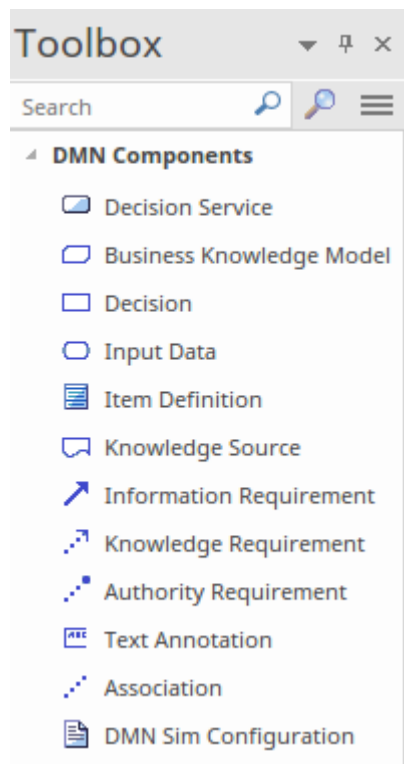 Toolbox
Search
DMN Components
Decision Service
Business Knowledge Model
Decision
Input Data
Item Definition
Knowledge Source
Information Requirement
Knowledge Requirement
Authority Requirement
ABC
Text Annotation
Association
DMN Sim Configuration